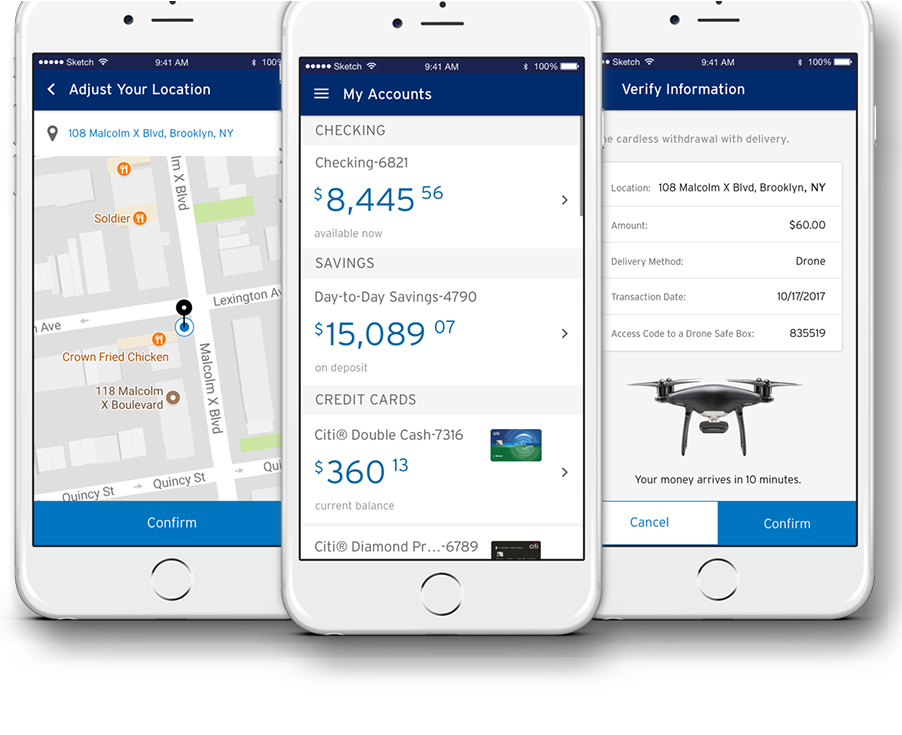 Sketch 9:41 AM 100%
Adjust Your Location
108 Malcolm X Blvd, Brooklyn, NY
lm X Blvd
Soldier
Lexington Av
n Ave
Crown Fried Chicken
Malcolm X Blvd
118 Malcolm
X Boulevard
Quincy St
Quincy St
Qui
Confirm
Sketch 9:41 AM 100%
My Accounts
CHECKING
Checking-6821
$8,445 56
available now
SAVINGS
Day-to-Day Savings-4790
$15,089 07
on deposit
CREDIT CARDS
Citi® Double Cash-7316
citi
$360 13
current balance
Citi® Diamond Pr...-6789
citi
Sketch 9:41 AM 100%
Verify Information
ne cardless withdrawal with delivery.
Location: 108 Malcolm X Blvd, Brooklyn, NY
Amount: $60.00
Delivery Method: Drone
Transaction Date: 10/17/2017
Access Code to a Drone Safe Box: 835519
Your money arrives in 10 minutes.
Cancel Confirm